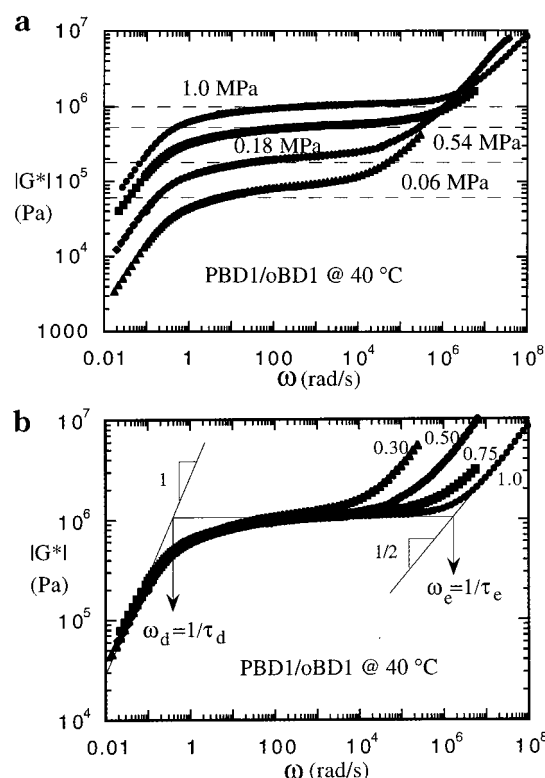 a
10^7
1.0 MPa
10^6
0.18 MPa
0.54 MPa
|G*|
10^5
0.06 MPa
(Pa)
10^4
PBD1/oBD1 @ 40 °C
1000
0.01 1 100 10^4 10^6 10^8
ω (rad/s)
b
10^7
0.50
0.30
0.75
1
1.0
10^6
|G*|
1/2
(Pa)
ω_e=1/τ_e
10^5
ω_d=1/τ_d
PBD1/oBD1 @ 40 °C
10^4
0.01 1 100 10^4 10^6 10^8
ω (rad/s)